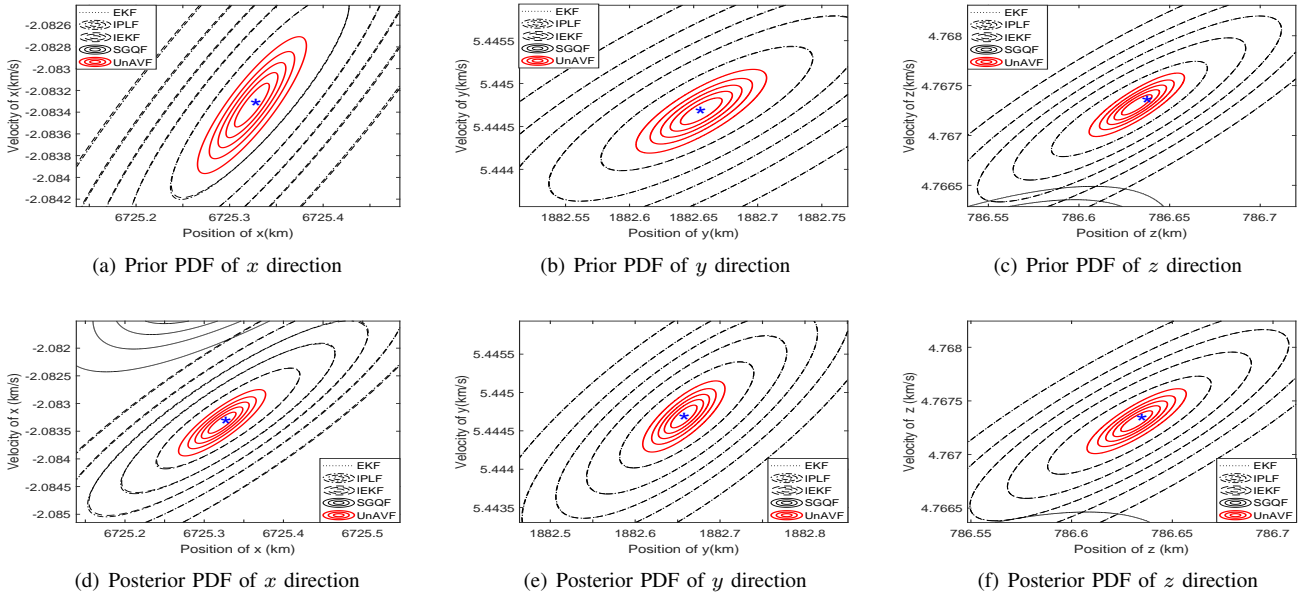 EKF
IPLF
IEKF
SGQF
UnAVF
-2.0826
-2.0828
-2.083
-2.0832
-2.0834
-2.0836
-2.0838
-2.084
-2.0842
Velocity of x(km/s)
6725.2
6725.3
6725.4
Position of x(km)
(a) Prior PDF of x direction
EKF
IPLF
IEKF
SGQF
UnAVF
5.4455
5.445
5.4445
5.444
Velocity of y(km/s)
1882.55
1882.6
1882.65
1882.7
1882.75
Position of y(km)
(b) Prior PDF of y direction
EKF
IPLF
IEKF
SGQF
UnAVF
4.768
4.7675
4.767
4.7665
Velocity of z(km/s)
786.55
786.6
786.65
786.7
Position of z(km)
(c) Prior PDF of z direction
-2.082
-2.0825
-2.083
-2.0835
-2.084
-2.0845
-2.085
Velocity of x (km/s)
EKF
IPLF
IEKF
SGQF
UnAVF
6725.2
6725.3
6725.4
6725.5
Position of x (km)
(d) Posterior PDF of x direction
5.4455
5.445
5.4445
5.444
5.4435
Velocity of y(km/s)
EKF
IPLF
IEKF
SGQF
UnAVF
1882.5
1882.6
1882.7
1882.8
Position of y(km)
(e) Posterior PDF of y direction
4.768
4.7675
4.767
4.7665
Velocity of z (km/s)
EKF
IPLF
IEKF
SGQF
UnAVF
786.55
786.6
786.65
786.7
Position of z (km)
(f) Posterior PDF of z direction